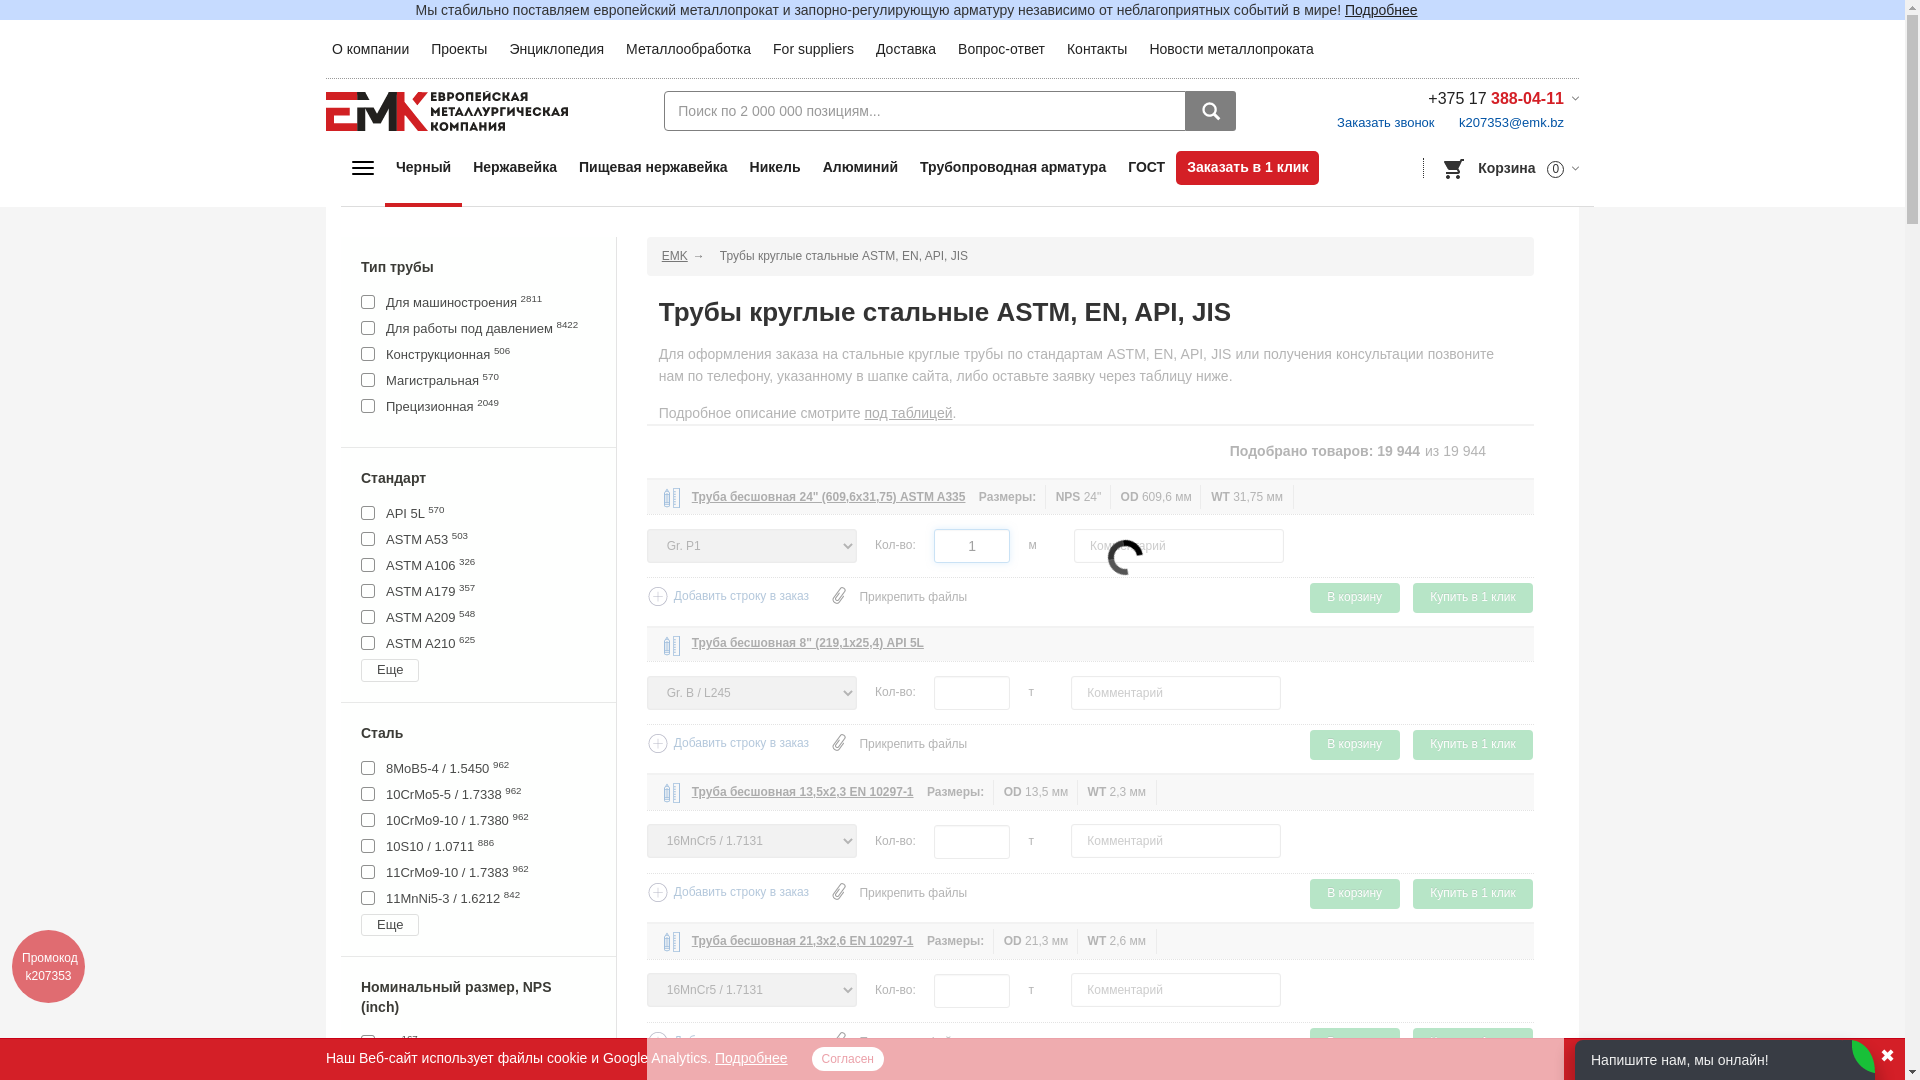 Мы стабильно поставляем европейский металлопрокат и запорно-регулирующую арматуру независимо от неблагоприятных событий в мире! Подробнее
О компании Проекты Энциклопедия Металлообработка For suppliers Доставка Вопрос-ответ Контакты Новости металлопроката
ЕМК ЕВРОПЕЙСКАЯ
МЕТАЛЛУРГИЧЕСКАЯ
КОМПАНИЯ
Поиск по 2 000 000 позициям...
+375 17 388-04-11
Заказать звонок k207353@emk.bz
Черный Нержавейка Пищевая нержавейка Никель Алюминий Трубопроводная арматура ГОСТ Заказать в 1 клик Корзина 0
Тип трубы
Для машиностроения 2811
Для работы под давлением 8422
Конструкционная 506
Магистральная 570
Прецизионная 2049
Стандарт
API 5L 570
ASTM A53 503
ASTM A106 326
ASTM A179 357
ASTM A209 548
ASTM A210 625
Еще
Сталь
8MoB5-4 / 1.5450 962
10CrMo5-5 / 1.7338 962
10CrMo9-10 / 1.7380 962
10S10 / 1.0711 886
11CrMo9-10 / 1.7383 962
11MnNi5-3 / 1.6212 842
Еще
Номинальный размер, NPS
(inch)
EMK → Трубы круглые стальные ASTM, EN, API, JIS
Трубы круглые стальные ASTM, EN, API, JIS
Для оформления заказа на стальные круглые трубы по стандартам ASTM, EN, API, JIS или получения консультации позвоните
нам по телефону, указанному в шапке сайта, либо оставьте заявку через таблицу ниже.
Подробное описание смотрите под таблицей.
Подобрано товаров: 19 944 из 19 944
Труба бесшовная 24" (609,6х31,75) ASTM A335 Размеры: NPS 24" OD 609,6 мм WT 31,75 мм
Gr. P1 Кол-во: 1 м Комментарий
Добавить строку в заказ Прикрепить файлы В корзину Купить в 1 клик
Труба бесшовная 8" (219,1х25,4) API 5L
Gr. B / L245 Кол-во: т Комментарий
Добавить строку в заказ Прикрепить файлы В корзину Купить в 1 клик
Труба бесшовная 13,5х2,3 EN 10297-1 Размеры: OD 13,5 мм WT 2,3 мм
16MnCr5 / 1.7131 Кол-во: т Комментарий
Добавить строку в заказ Прикрепить файлы В корзину Купить в 1 клик
Труба бесшовная 21,3х2,6 EN 10297-1 Размеры: OD 21,3 мм WT 2,6 мм
16MnCr5 / 1.7131 Кол-во: т Комментарий
Промокод
k207353
Наш Веб-сайт использует файлы cookie и Google Analytics. Подробнее Согласен
Напишите нам, мы онлайн!